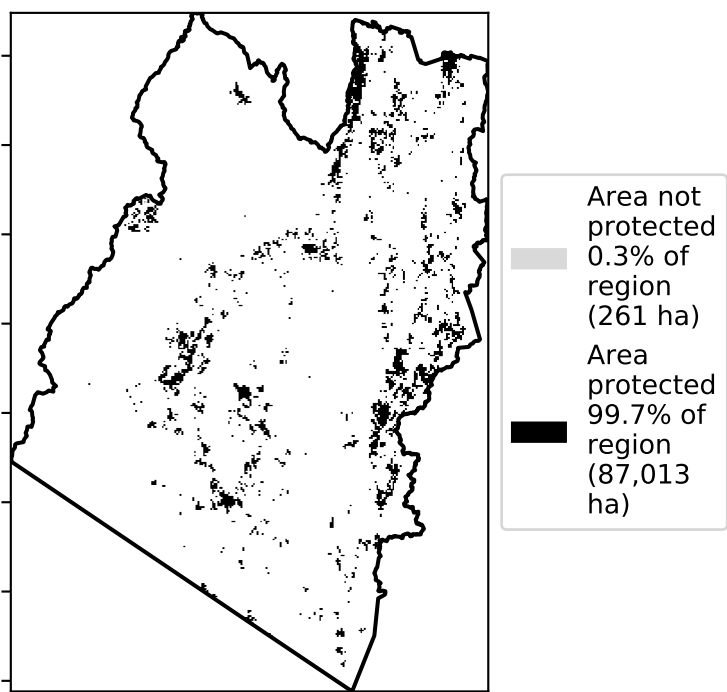 Area not
protected
0.3% of
region
(261 ha)
Area
protected
99.7% of
region
(87,013
ha)